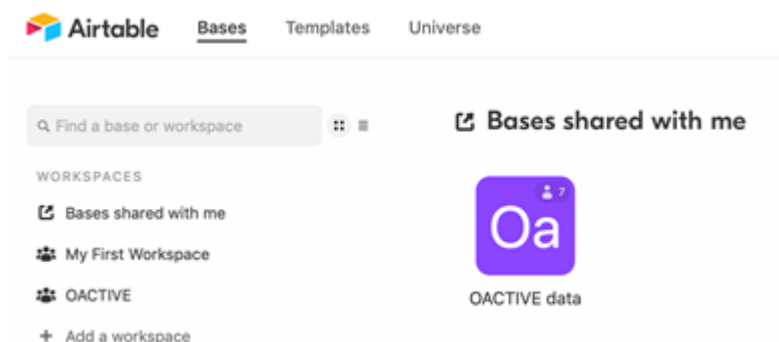 Airtable Bases Templates Universe
Find a base or workspace
Bases shared with me
WORKSPACES
Bases shared with me
My First Workspace
OACTIVE
+ Add a workspace
7
Oa
OACTIVE data